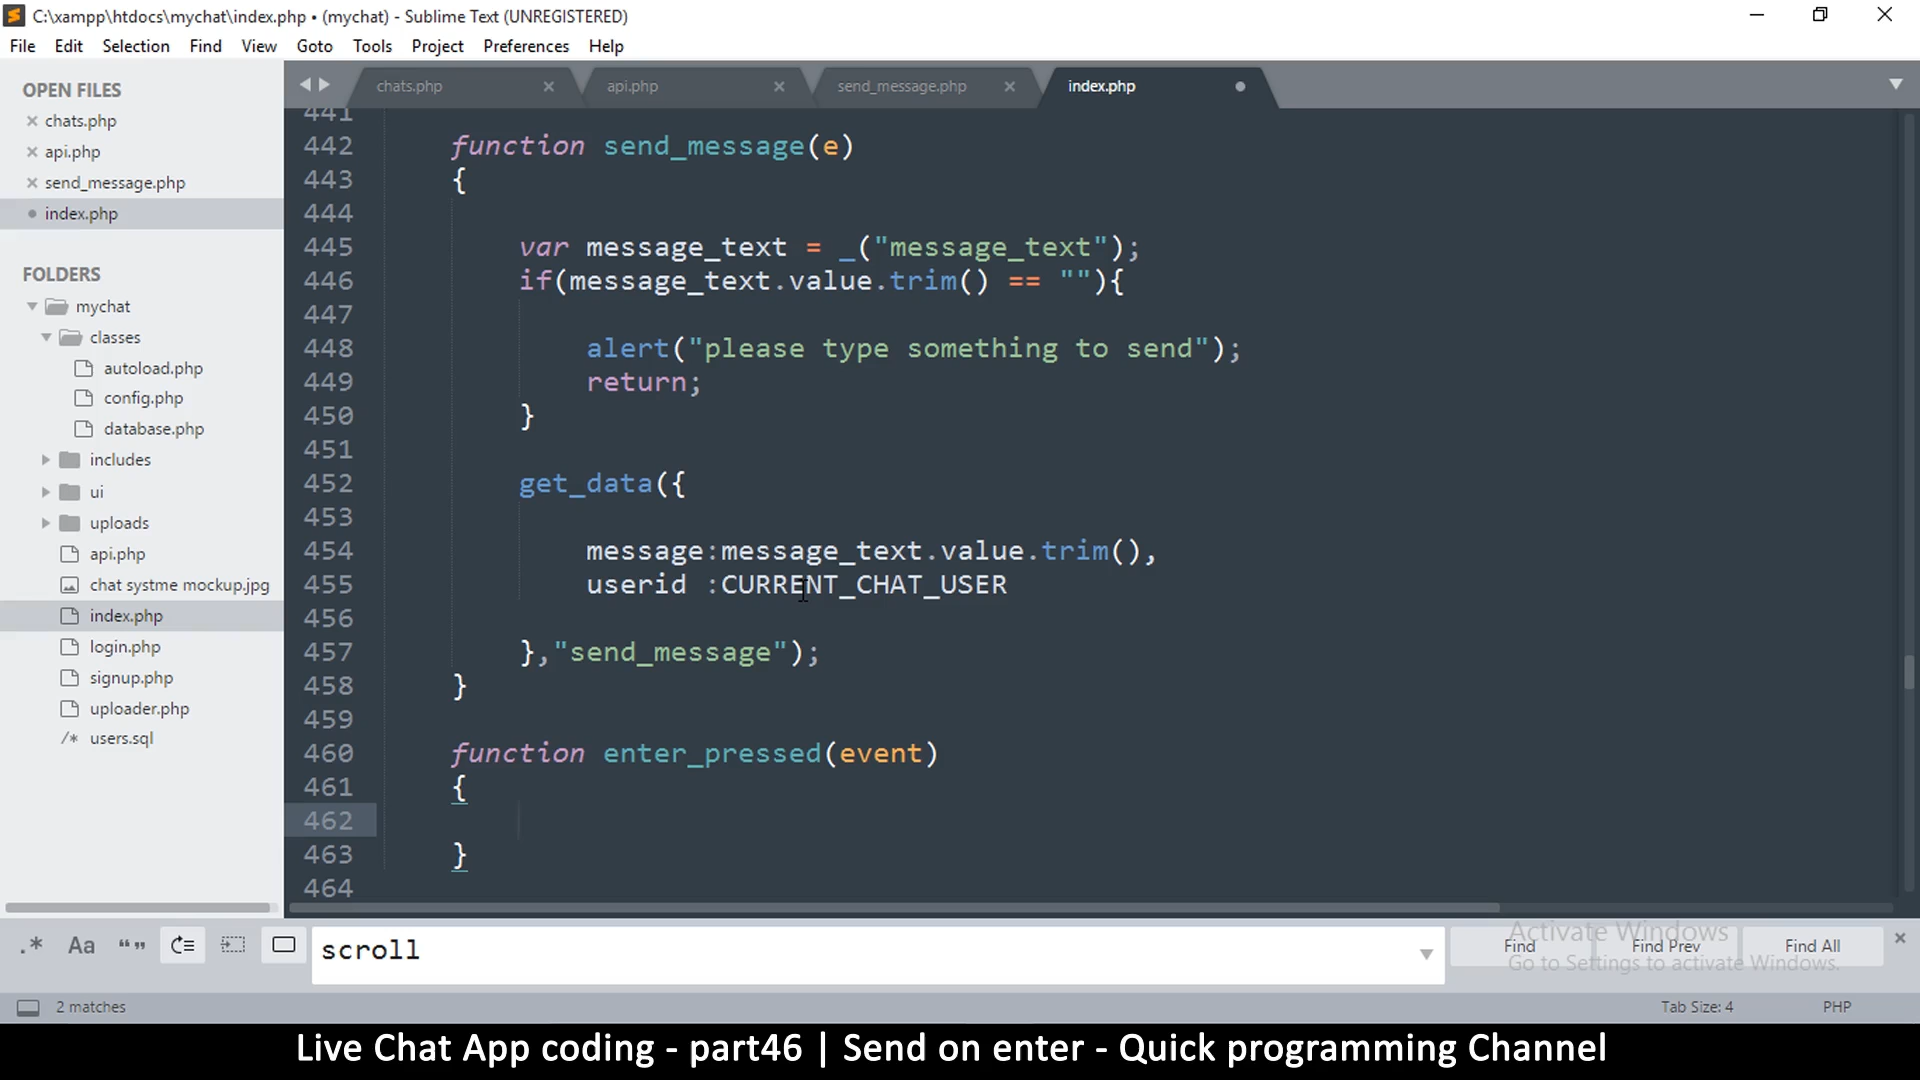 C:\xampp\htdocs\mychat\index.php • (mychat) - Sublime Text (UNREGISTERED)
File Edit Selection Find View Goto Tools Project Preferences Help
OPEN FILES
chats.php
api.php
send_message.php
index.php
FOLDERS
mychat
classes
autoload.php
config.php
database.php
includes
ui
uploads
api.php
chat systme mockup.jpg
index.php
login.php
signup.php
uploader.php
/* users.sql
chats.php api.php send_message.php index.php
441
442 function send_message(e)
443 {
444
445 var message_text = _("message_text");
446 if(message_text.value.trim() == ""){
447
448 alert("please type something to send");
449 return;
450 }
451
452 get_data({
453
454 message:message_text.value.trim(),
455 userid :CURRENT_CHAT_USER
456
457 },"send_message");
458 }
459
460 function enter_pressed(event)
461 {
462
463 }
464
.* Aa “” scroll Find Find Prev Find All
Activate Windows
Go to Settings to activate Windows.
2 matches Tab Size: 4 PHP
Live Chat App coding - part46 | Send on enter - Quick programming Channel